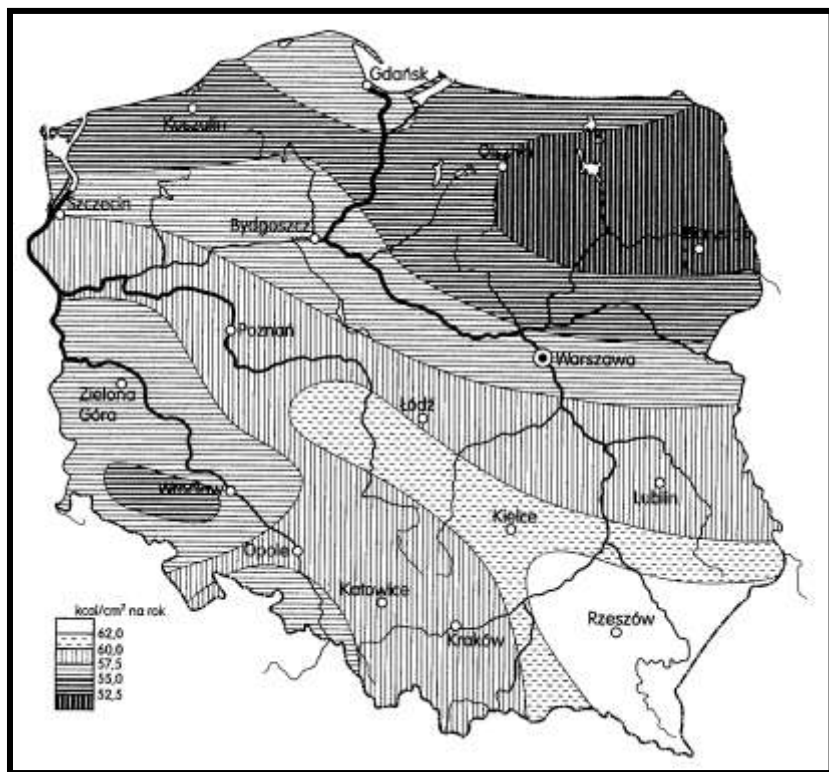 Gdańsk
Koszalin
Szczecin
Bydgoszcz
Poznań
Warszawa
Zielona
Góra
Łódź
Wrocław
Lublin
Kielce
Opole
Katowice
kcal/cm² na rok
Rzeszów
Kraków
62,0
60,0
57,5
55,0
52,5